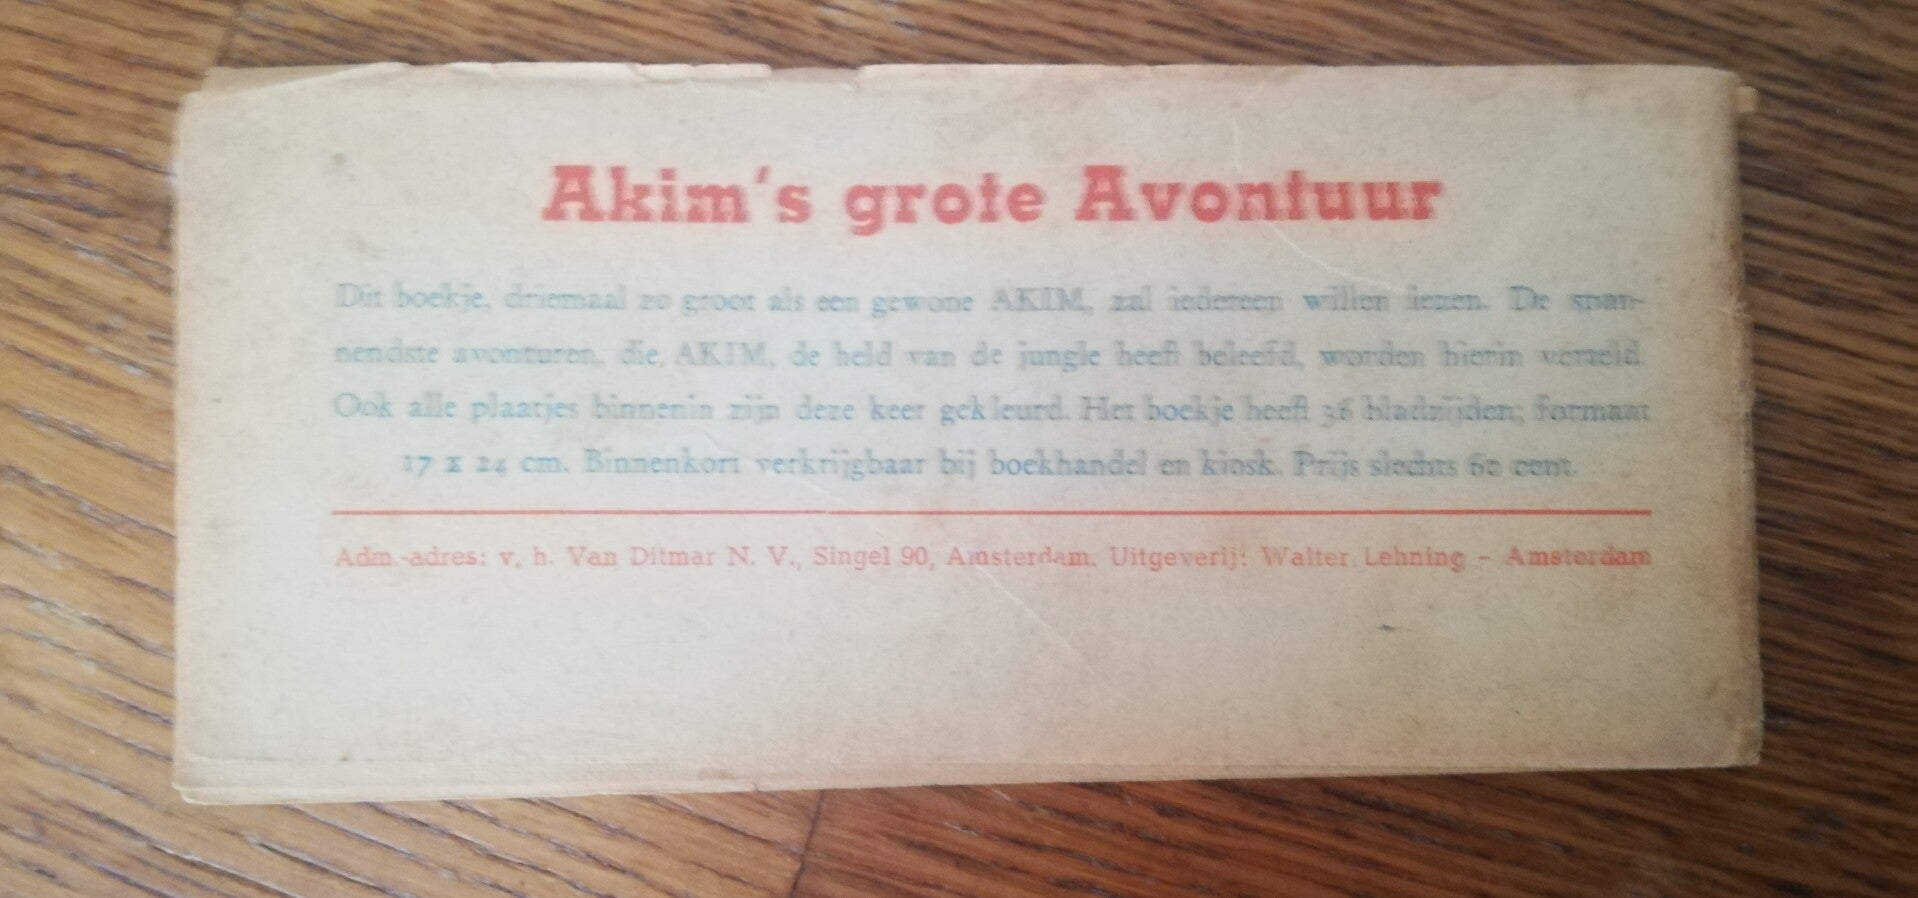 Akim's grote Avontuur
Dit boekje, driemaal zo groot als een gewone AKIM, zal iedereen willen lezen. De span-
nendste avonturen, die AKIM, de held van de jungle heeft beleefd, worden hierin verteld.
Ook alle plaatjes binnenin zijn deze keer gekleurd. Het boekje heeft 36 bladzijden; formaat
17 x 24 cm. Binnenkort verkrijgbaar bij boekhandel en kiosk. Prijs slechts 60 cent.
Adm.-adres: v. h. Van Ditmar N. V., Singel 90, Amsterdam. Uitgeverij: Walter Lehning - Amsterdam